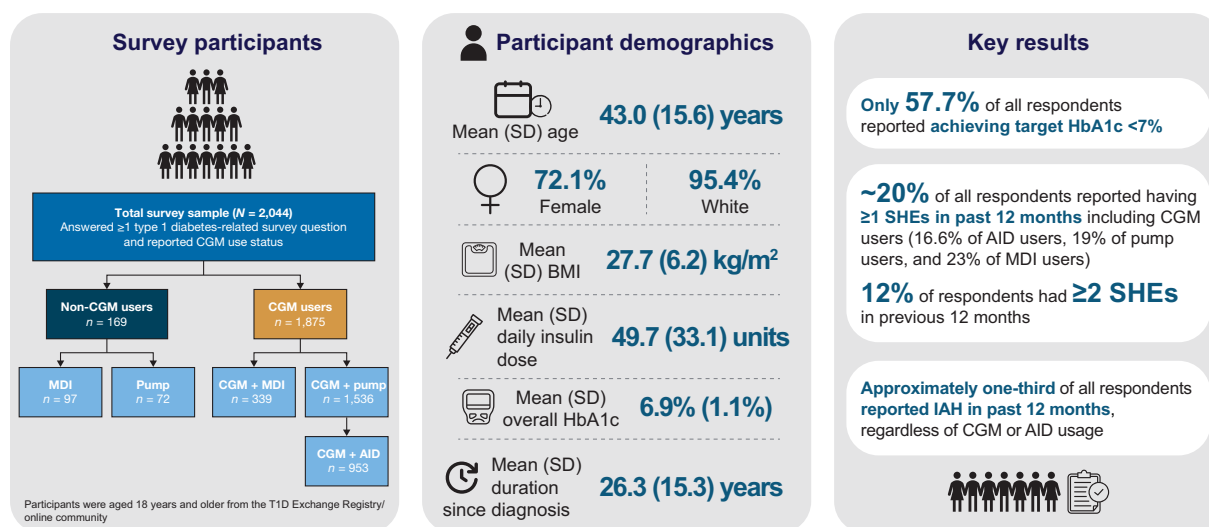 Survey participants
Total survey sample (N = 2,044)
Answered ≥1 type 1 diabetes-related survey question
and reported CGM use status
Non-CGM users
n = 169
CGM users
n = 1,875
MDI
n = 97
Pump
n = 72
CGM + MDI
n = 339
CGM + pump
n = 1,536
CGM + AID
n = 953
Participants were aged 18 years and older from the T1D Exchange Registry/
online community
Participant demographics
Mean (SD) age
43.0 (15.6) years
72.1%
Female
95.4%
White
Mean
(SD) BMI
27.7 (6.2) kg/m²
Mean (SD)
daily insulin
dose
49.7 (33.1) units
Mean (SD)
overall HbA1c
6.9% (1.1%)
Mean (SD)
duration
since diagnosis
26.3 (15.3) years
Key results
Only 57.7% of all respondents
reported achieving target HbA1c <7%
~20% of all respondents reported having
≥1 SHEs in past 12 months including CGM
users (16.6% of AID users, 19% of pump
users, and 23% of MDI users)
12% of respondents had ≥2 SHEs
in previous 12 months
Approximately one-third of all respondents
reported IAH in past 12 months,
regardless of CGM or AID usage